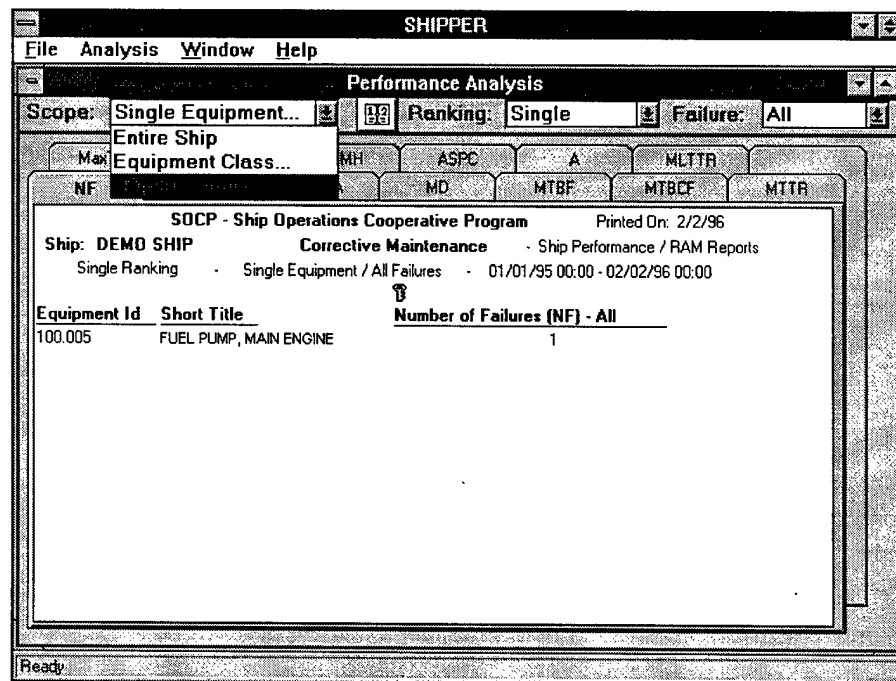 SHIPPER
File Analysis Window Help
Performance Analysis
Scope: Single Equipment... Ranking: Single Failure: All
Entire Ship
Equipment Class...
Max MH ASPC A MLTTR
NF A MD MTBF MTBCF MTTR
SOCP - Ship Operations Cooperative Program Printed On: 2/2/96
Ship: DEMO SHIP Corrective Maintenance - Ship Performance / RAM Reports
Single Ranking - Single Equipment / All Failures - 01/01/95 00:00 - 02/02/96 00:00
Equipment Id Short Title Number of Failures (NF) - All
100.005 FUEL PUMP, MAIN ENGINE 1
Ready